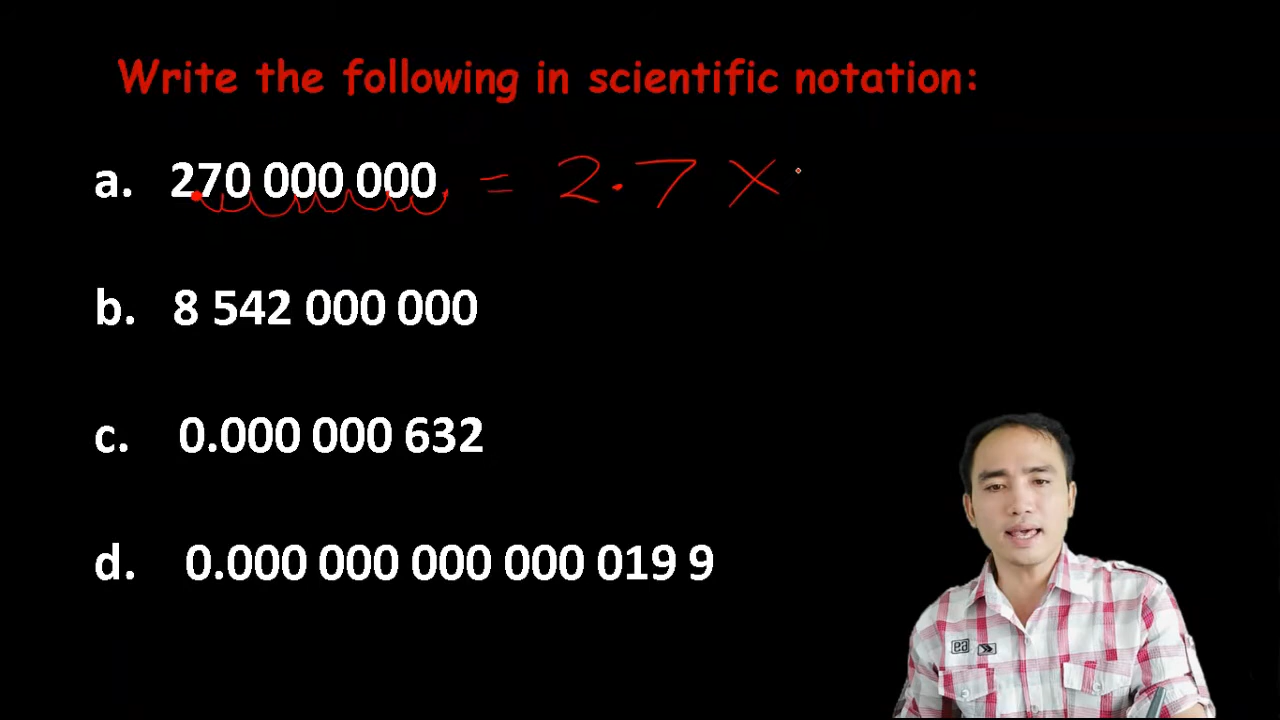 Write the following in scientific notation:
a. 270 000 000 = 2.7 X
b. 8 542 000 000
c. 0.000 000 632
d. 0.000 000 000 000 019 9